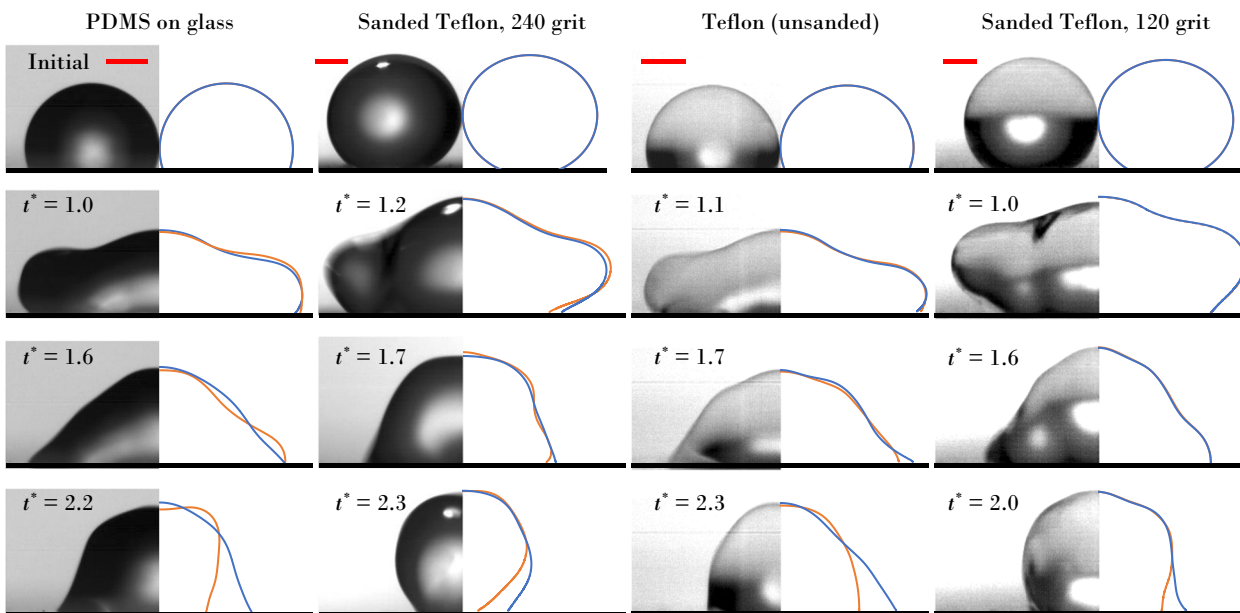 PDMS on glass
Sanded Teflon, 240 grit
Teflon (unsanded)
Sanded Teflon, 120 grit
Initial
t* = 1.0
t* = 1.2
t* = 1.1
t* = 1.0
t* = 1.6
t* = 1.7
t* = 1.7
t* = 1.6
t* = 2.2
t* = 2.3
t* = 2.3
t* = 2.0